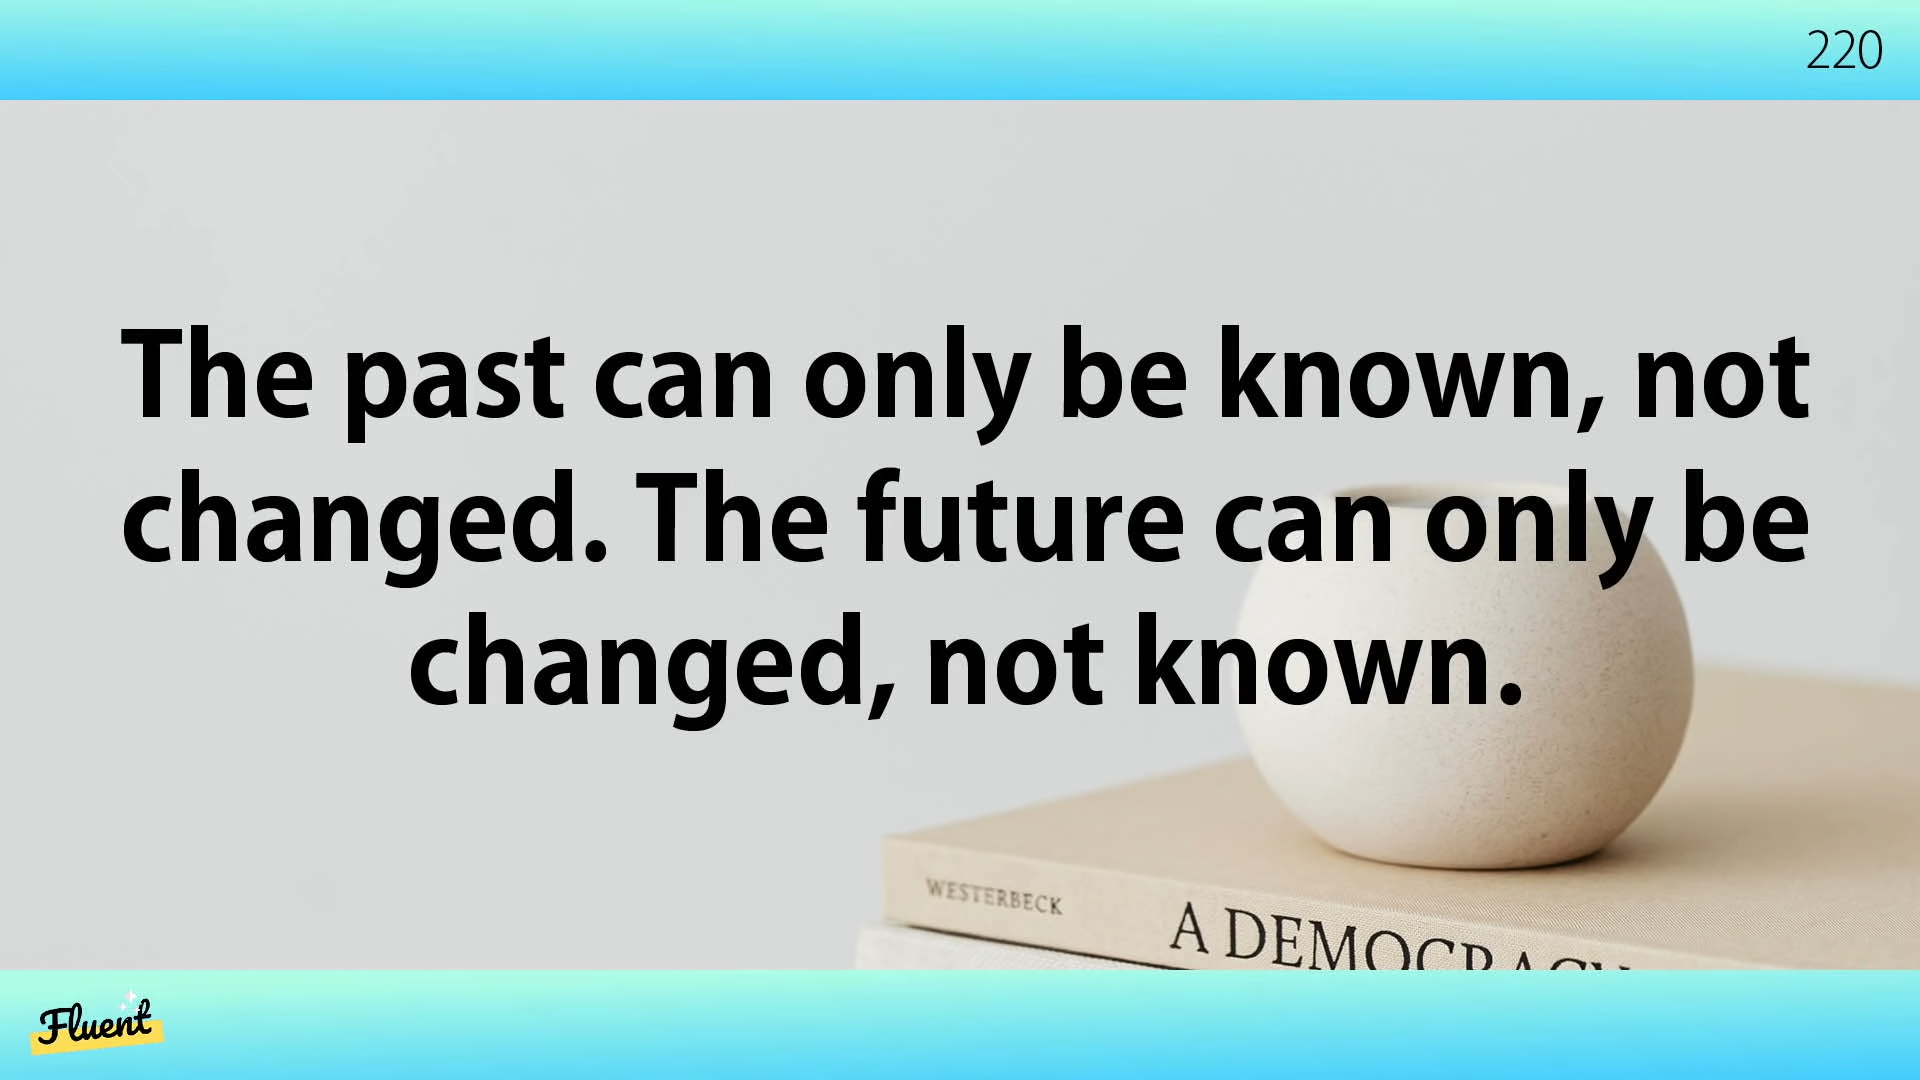 220
The past can only be known, not
changed. The future can only be
changed, not known.
WESTERBECK
A DEMOCRACY
Fluent